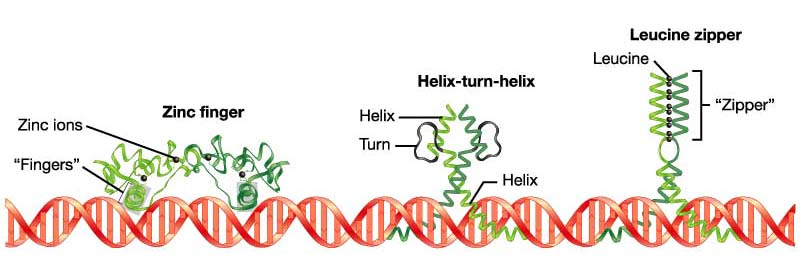 Zinc finger
Zinc ions
“Fingers”
Helix-turn-helix
Helix
Turn
Helix
Leucine zipper
Leucine
“Zipper”